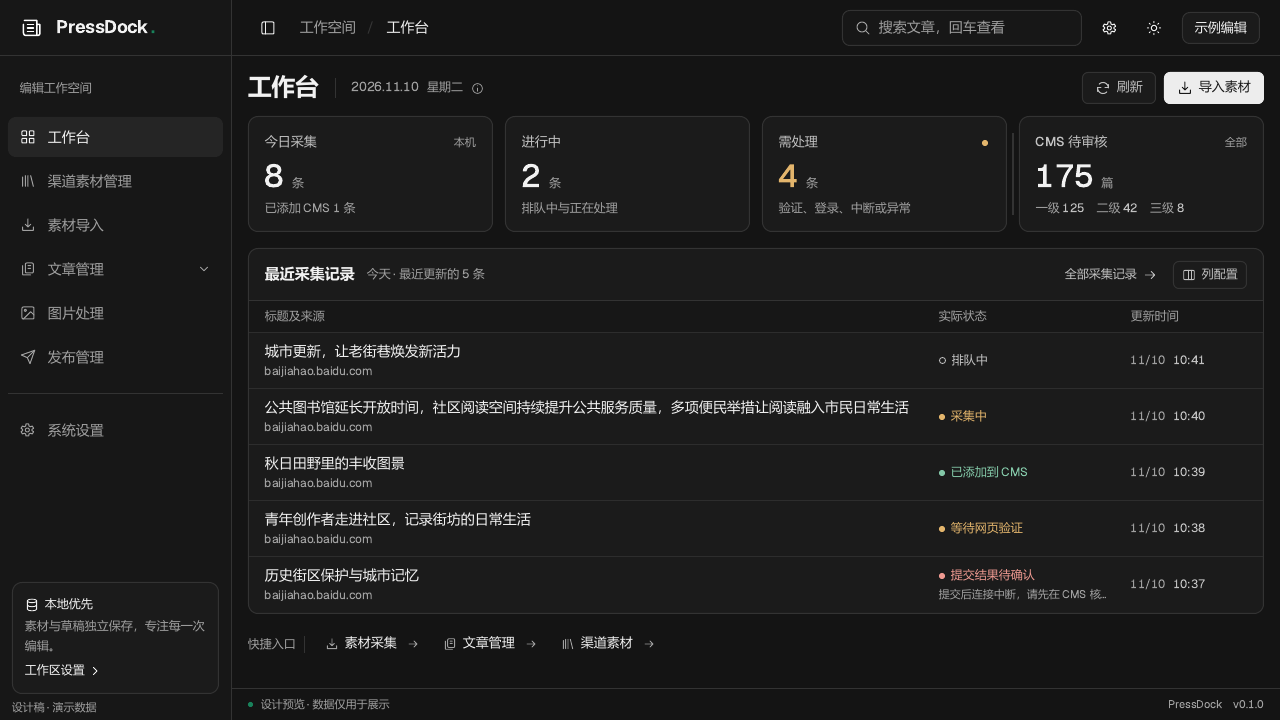 PressDock.
工作空间 / 工作台
搜索文章，回车查看
示例编辑
编辑工作空间
工作台
渠道素材管理
素材导入
文章管理
图片处理
发布管理
系统设置
本地优先
素材与草稿独立保存，专注每一次
编辑。
工作区设置
设计稿 · 演示数据
工作台
2026.11.10 星期二
刷新
导入素材
今日采集 本机
8 条
已添加 CMS 1 条
进行中
2 条
排队中与正在处理
需处理
4 条
验证、登录、中断或异常
CMS 待审核 全部
175 篇
一级 125 二级 42 三级 8
最近采集记录 今天 · 最近更新的 5 条
全部采集记录 →
列配置
标题及来源 实际状态 更新时间
城市更新，让老街巷焕发新活力
baijiahao.baidu.com
排队中
11/10 10:41
公共图书馆延长开放时间，社区阅读空间持续提升公共服务质量，多项便民举措让阅读融入市民日常生活
baijiahao.baidu.com
采集中
11/10 10:40
秋日田野里的丰收图景
baijiahao.baidu.com
已添加到 CMS
11/10 10:39
青年创作者走进社区，记录街坊的日常生活
baijiahao.baidu.com
等待网页验证
11/10 10:38
历史街区保护与城市记忆
baijiahao.baidu.com
提交结果待确认
提交后连接中断，请先在 CMS 核…
11/10 10:37
快捷入口
素材采集 →
文章管理 →
渠道素材 →
设计预览 · 数据仅用于展示
PressDock v0.1.0